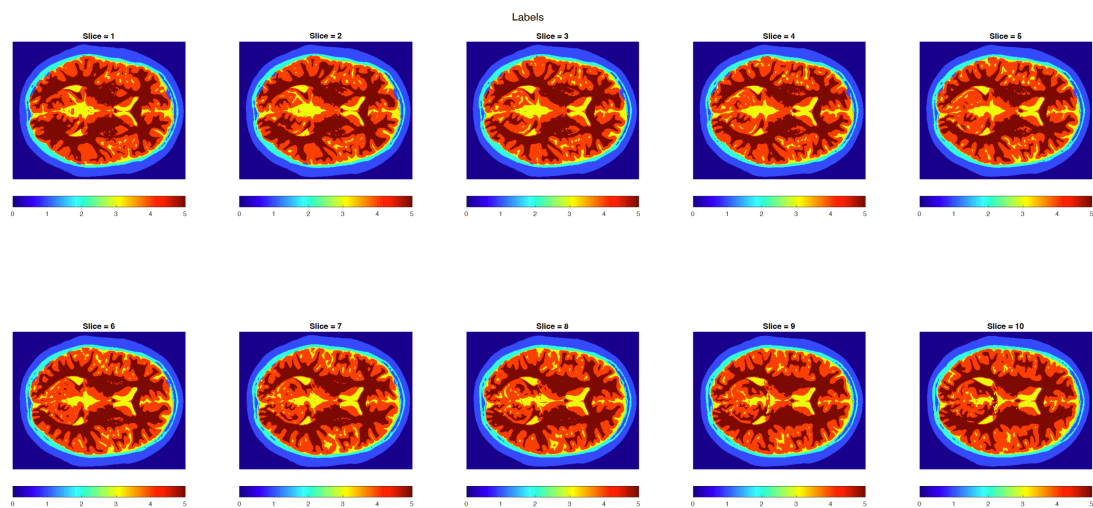 Labels
Slice = 1 Slice = 2 Slice = 3 Slice = 4 Slice = 5
0 1 2 3 4 5 0 1 2 3 4 5 0 1 2 3 4 5 0 1 2 3 4 5 0 1 2 3 4 5
Slice = 6 Slice = 7 Slice = 8 Slice = 9 Slice = 10
0 1 2 3 4 5 0 1 2 3 4 5 0 1 2 3 4 5 0 1 2 3 4 5 0 1 2 3 4 5